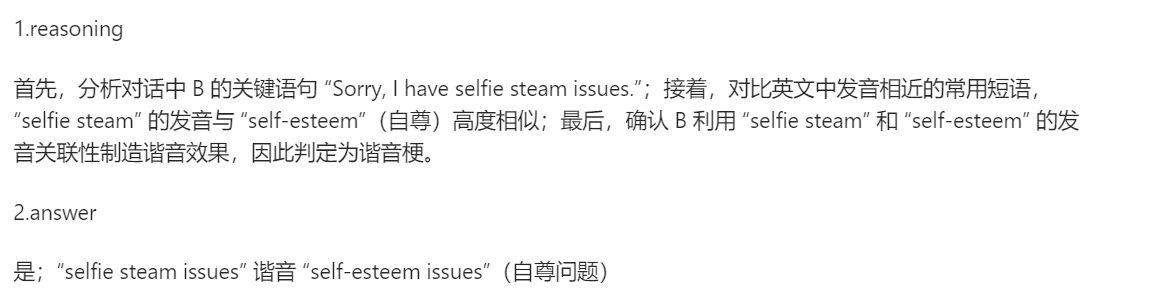 1.reasoning
首先，分析对话中 B 的关键语句 “Sorry, I have selfie steam issues.”；接着，对比英文中发音相近的常用短语，
“selfie steam” 的发音与 “self-esteem”（自尊）高度相似；最后，确认 B 利用 “selfie steam” 和 “self-esteem” 的发
音关联性制造谐音效果，因此判定为谐音梗。
2.answer
是；“selfie steam issues” 谐音 “self-esteem issues”（自尊问题）